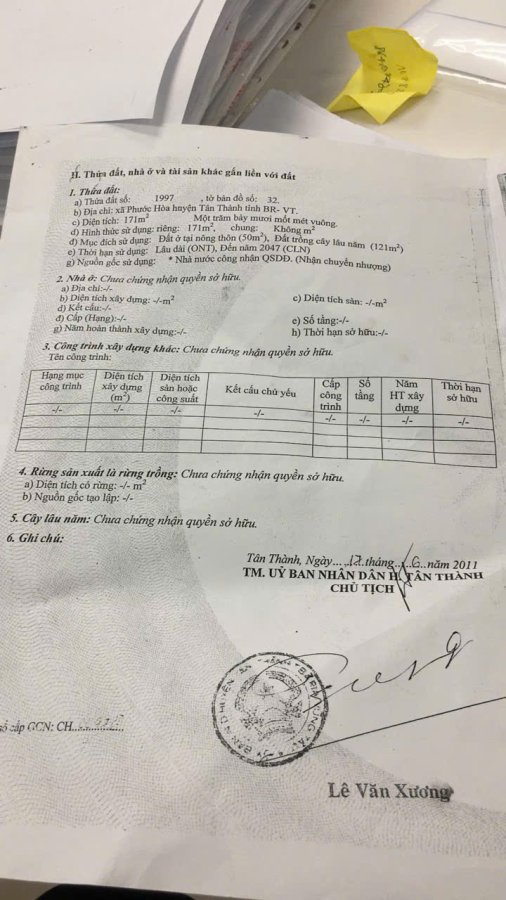 II. Thửa đất, nhà ở và tài sản khác gắn liền với đất
1. Thửa đất:
a) Thửa đất số: 1997 , tờ bản đồ số: 32.
b) Địa chỉ: xã Phước Hòa huyện Tân Thành tỉnh BR- VT.
c) Diện tích: 171m² Một trăm bảy mươi mốt mét vuông.
d) Hình thức sử dụng: riêng: 171m², chung: Không m²
đ) Mục đích sử dụng: Đất ở tại nông thôn (50m²), Đất trồng cây lâu năm (121m²)
e) Thời hạn sử dụng: Lâu dài (ONT), Đến năm 2047 (CLN)
g) Nguồn gốc sử dụng: * Nhà nước công nhận QSDĐ. (Nhận chuyển nhượng)
2. Nhà ở: Chưa chứng nhận quyền sở hữu.
a) Địa chỉ:-/-
b) Diện tích xây dựng: -/-m² c) Diện tích sàn: -/-m²
d) Kết cấu:-/-
đ) Cấp (Hạng):-/- e) Số tầng:-/-
g) Năm hoàn thành xây dựng:-/- h) Thời hạn sở hữu:-/-
3. Công trình xây dựng khác: Chưa chứng nhận quyền sở hữu.
Tên công trình:
Hạng mục công trình Diện tích xây dựng (m²) Diện tích sàn hoặc công suất Kết cấu chủ yếu Cấp công trình Số tầng Năm HT xây dựng Thời hạn sở hữu
-/- -/- -/- -/- -/- -/- -/- -/-
4. Rừng sản xuất là rừng trồng: Chưa chứng nhận quyền sở hữu.
a) Diện tích có rừng: -/- m²
b) Nguồn gốc tạo lập: -/-
5. Cây lâu năm: Chưa chứng nhận quyền sở hữu.
6. Ghi chú:
Tân Thành, Ngày....17.tháng...6..năm 2011
TM. UỶ BAN NHÂN DÂN H. TÂN THÀNH
CHỦ TỊCH
số cấp GCN: CH
Lê Văn Xương